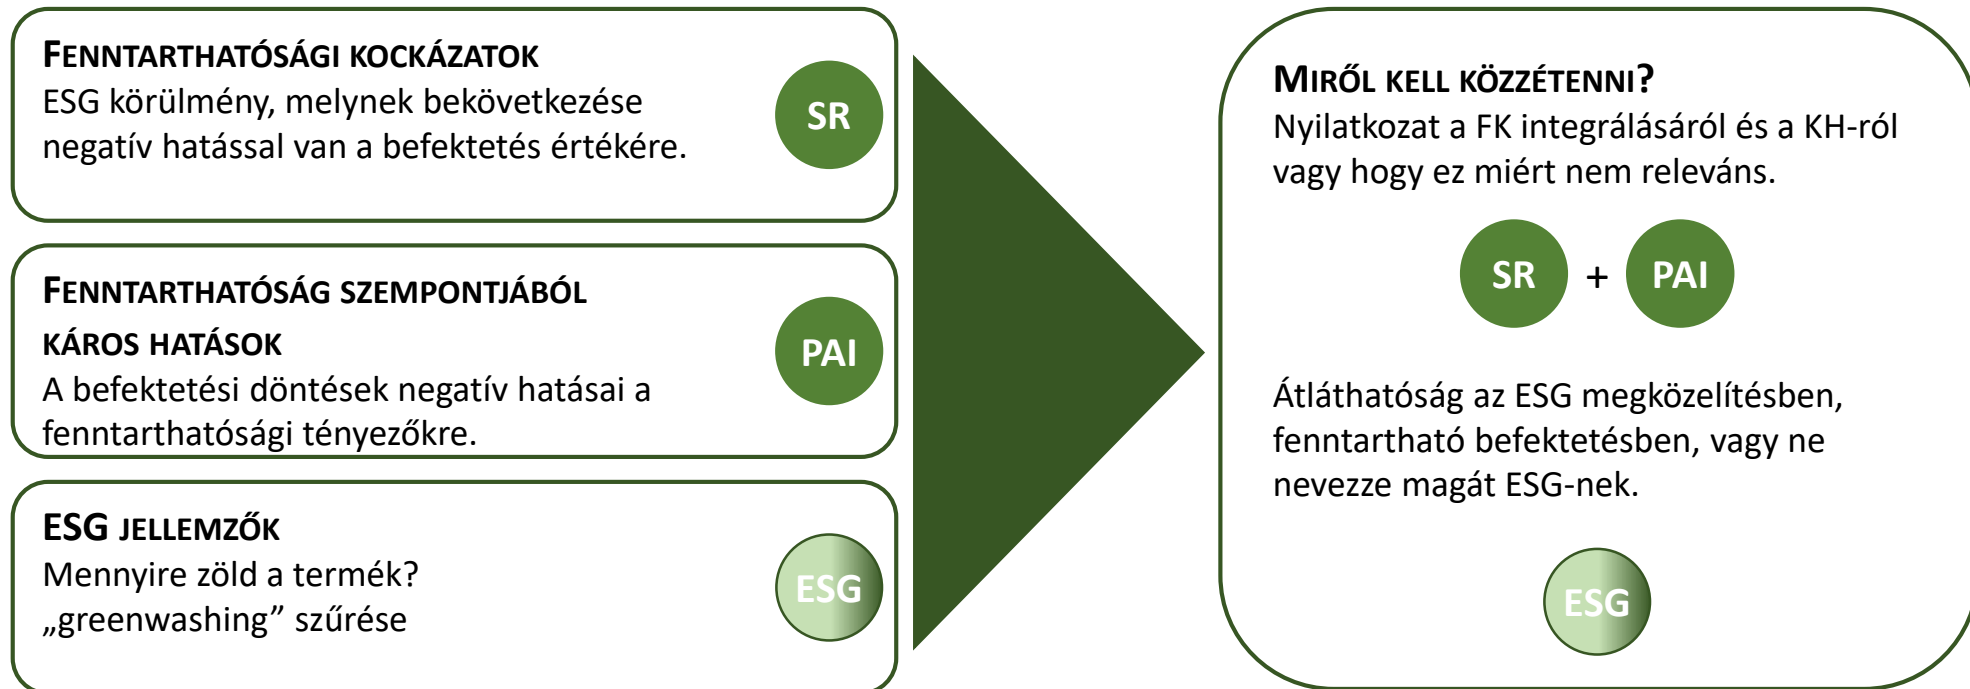 FENNTARTHATÓSÁGI KOCKÁZATOK
ESG körülmény, melynek bekövetkezése
negatív hatással van a befektetés értékére.
SR
FENNTARTHATÓSÁG SZEMPONTJÁBÓL
KÁROS HATÁSOK
A befektetési döntések negatív hatásai a
fenntarthatósági tényezőkre.
PAI
ESG JELLEMZŐK
Mennyire zöld a termék?
„greenwashing” szűrése
ESG
MIRŐL KELL KÖZZÉTENNI?
Nyilatkozat a FK integrálásáról és a KH-ról
vagy hogy ez miért nem releváns.
SR + PAI
Átláthatóság az ESG megközelítésben,
fenntartható befektetésben, vagy ne
nevezze magát ESG-nek.
ESG